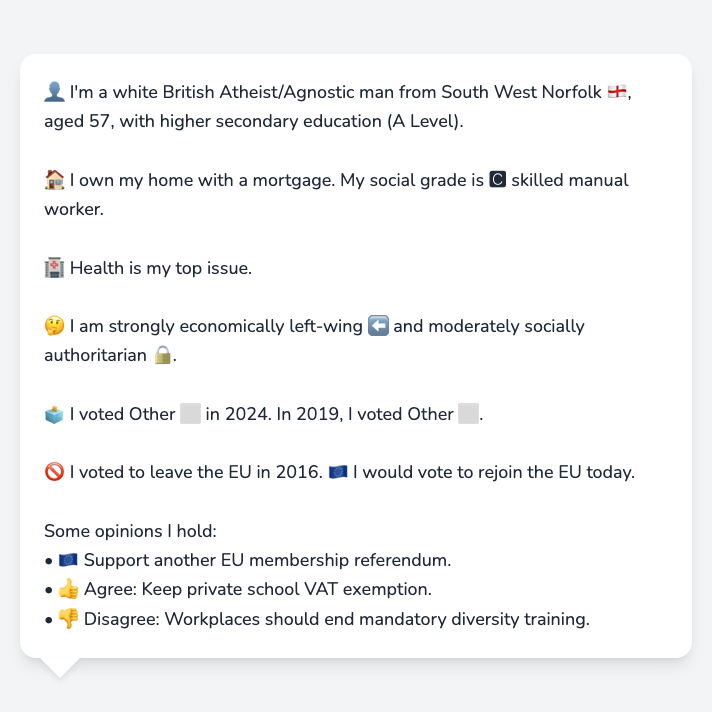 👤 I'm a white British Atheist/Agnostic man from South West Norfolk 🏴󠁧󠁢󠁥󠁮󠁧󠁿,
aged 57, with higher secondary education (A Level).
🏠 I own my home with a mortgage. My social grade is 🅲 skilled manual
worker.
🏥 Health is my top issue.
🤔 I am strongly economically left-wing ⬅️ and moderately socially
authoritarian 🔒.
🗳️ I voted Other ⬜ in 2024. In 2019, I voted Other ⬜.
🚫 I voted to leave the EU in 2016. 🇪🇺 I would vote to rejoin the EU today.
Some opinions I hold:
• 🇪🇺 Support another EU membership referendum.
• 👍 Agree: Keep private school VAT exemption.
• 👎 Disagree: Workplaces should end mandatory diversity training.